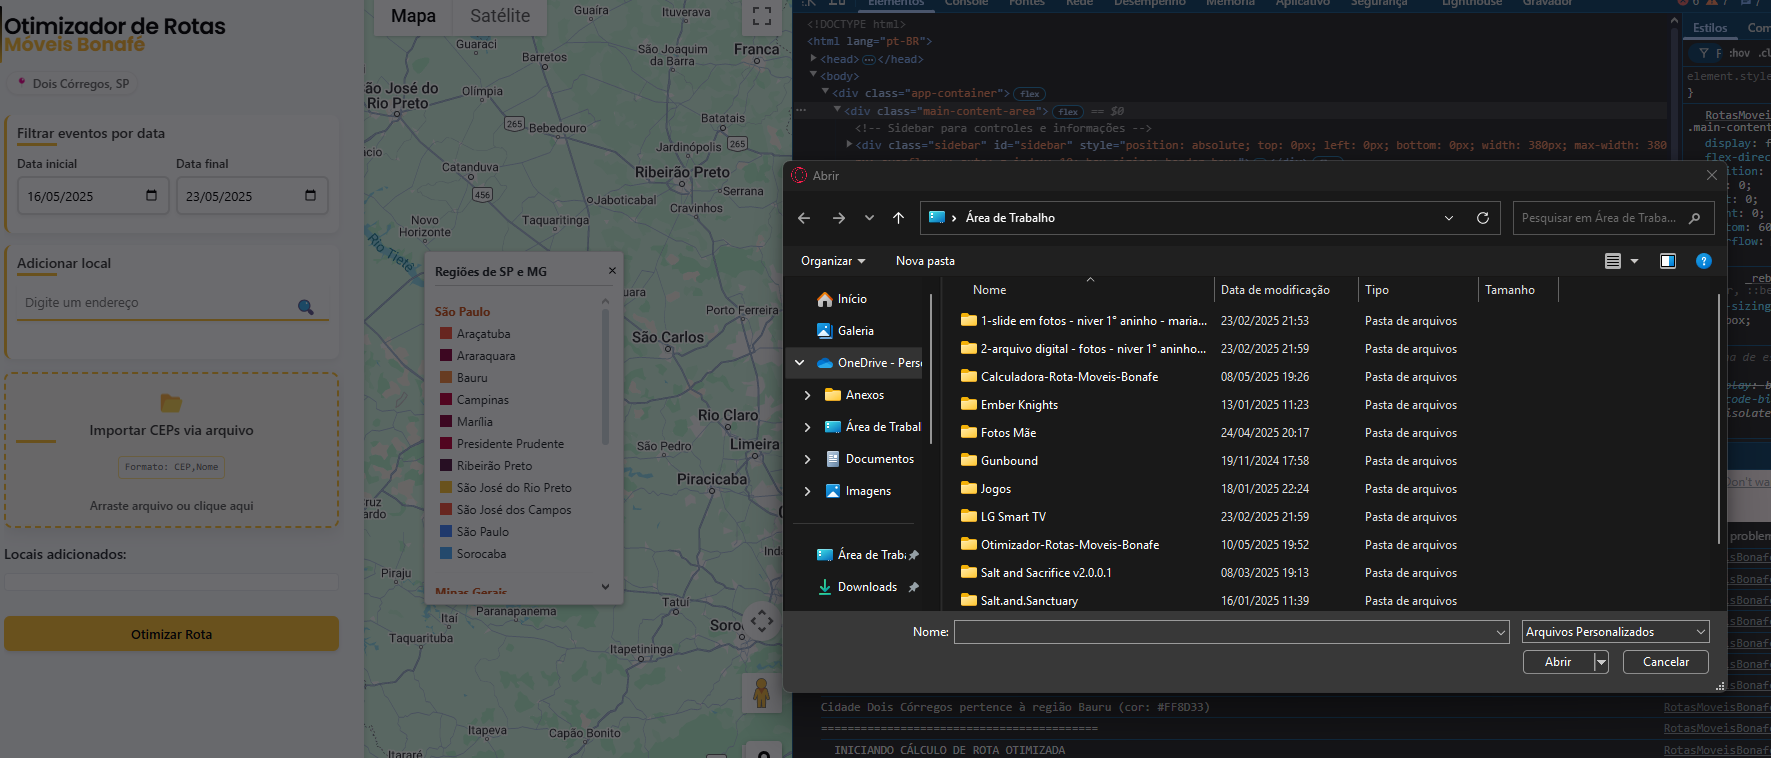 Otimizador de Rotas
Móveis Bonafé
Dois Córregos, SP
Filtrar eventos por data
Data inicial
Data final
16/05/2025
23/05/2025
Adicionar local
Digite um endereço
Importar CEPs via arquivo
Formato: CEP,Nome
Arraste arquivo ou clique aqui
Locais adicionados:
Otimizar Rota
Mapa
Satélite
Guaíra
Ituverava
Guaraci
São Joaquim
da Barra
Franca
Barretos
São José do
Rio Preto
Olímpia
Batatais
265
Bebedouro
265
Jardinópolis
Catanduva
Ribeirão Preto
456
Serrana
Jaboticabal
Cravinhos
Novo
Horizonte
Taquaritinga
Rio Tietê
Porto Ferreira
São Carlos
Rio Claro
Limeira
São Pedro
Piracicaba
Piraju
Paranapanema
Tatuí
Itaí
Taquarituba
Itapetininga
Itapeva
Capão Bonito
Itararé
Regiões de SP e MG
×
São Paulo
Araçatuba
Araraquara
Bauru
Campinas
Marília
Presidente Prudente
Ribeirão Preto
São José do Rio Preto
São José dos Campos
São Paulo
Sorocaba
Minas Gerais
Elementos
Console
Fontes
Rede
Desempenho
Memória
Aplicativo
Segurança
Lighthouse
Gravador
<!DOCTYPE html>
<html lang="pt-BR">
<head> … </head>
<body>
<div class="app-container"> flex
<div class="main-content-area"> flex == $0
<!-- Sidebar para controles e informações -->
<div class="sidebar" id="sidebar" style="position: absolute; top: 0px; left: 0px; bottom: 0px; width: 380px; max-width: 380
Estilos
:hov
element.style
}
RotasMovei
.main-content
Abrir
Área de Trabalho
Pesquisar em Área de Traba...
Organizar
Nova pasta
Início
Galeria
OneDrive - Perso
Anexos
Área de Trabal
Documentos
Imagens
Área de Traba
Downloads
Nome
Data de modificação
Tipo
Tamanho
1-slide em fotos - niver 1° aninho - maria... 23/02/2025 21:53 Pasta de arquivos
2-arquivo digital - fotos - niver 1° aninho... 23/02/2025 21:59 Pasta de arquivos
Calculadora-Rota-Moveis-Bonafe 08/05/2025 19:26 Pasta de arquivos
Ember Knights 13/01/2025 11:23 Pasta de arquivos
Fotos Mãe 24/04/2025 20:17 Pasta de arquivos
Gunbound 19/11/2024 17:58 Pasta de arquivos
Jogos 18/01/2025 22:24 Pasta de arquivos
LG Smart TV 23/02/2025 21:59 Pasta de arquivos
Otimizador-Rotas-Moveis-Bonafe 10/05/2025 19:52 Pasta de arquivos
Salt and Sacrifice v2.0.0.1 08/03/2025 19:13 Pasta de arquivos
Salt.and.Sanctuary 16/01/2025 11:39 Pasta de arquivos
Nome:
Arquivos Personalizados
Abrir
Cancelar
Cidade Dois Córregos pertence à região Bauru (cor: #FF8D33)
RotasMoveisBonafe
==========================================
RotasMoveisBonafe
INICIANDO CÁLCULO DE ROTA OTIMIZADA
RotasMoveisBonafe